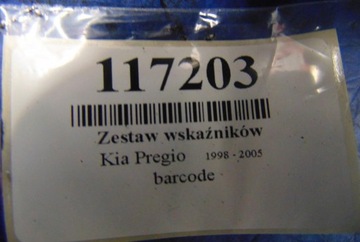 117203
Zestaw wskaźników
Kia Pregio 1998 - 2005
barcode